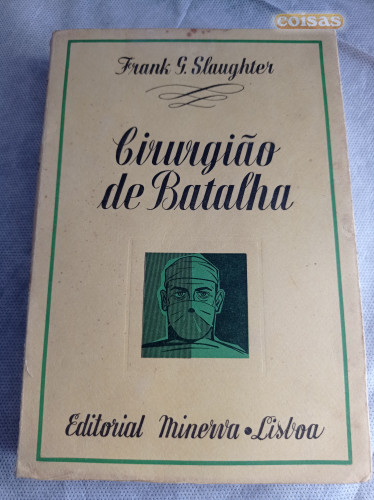 coisas
Frank G. Slaughter
Cirurgião
de Batalha
Editorial Minerva • Lisboa